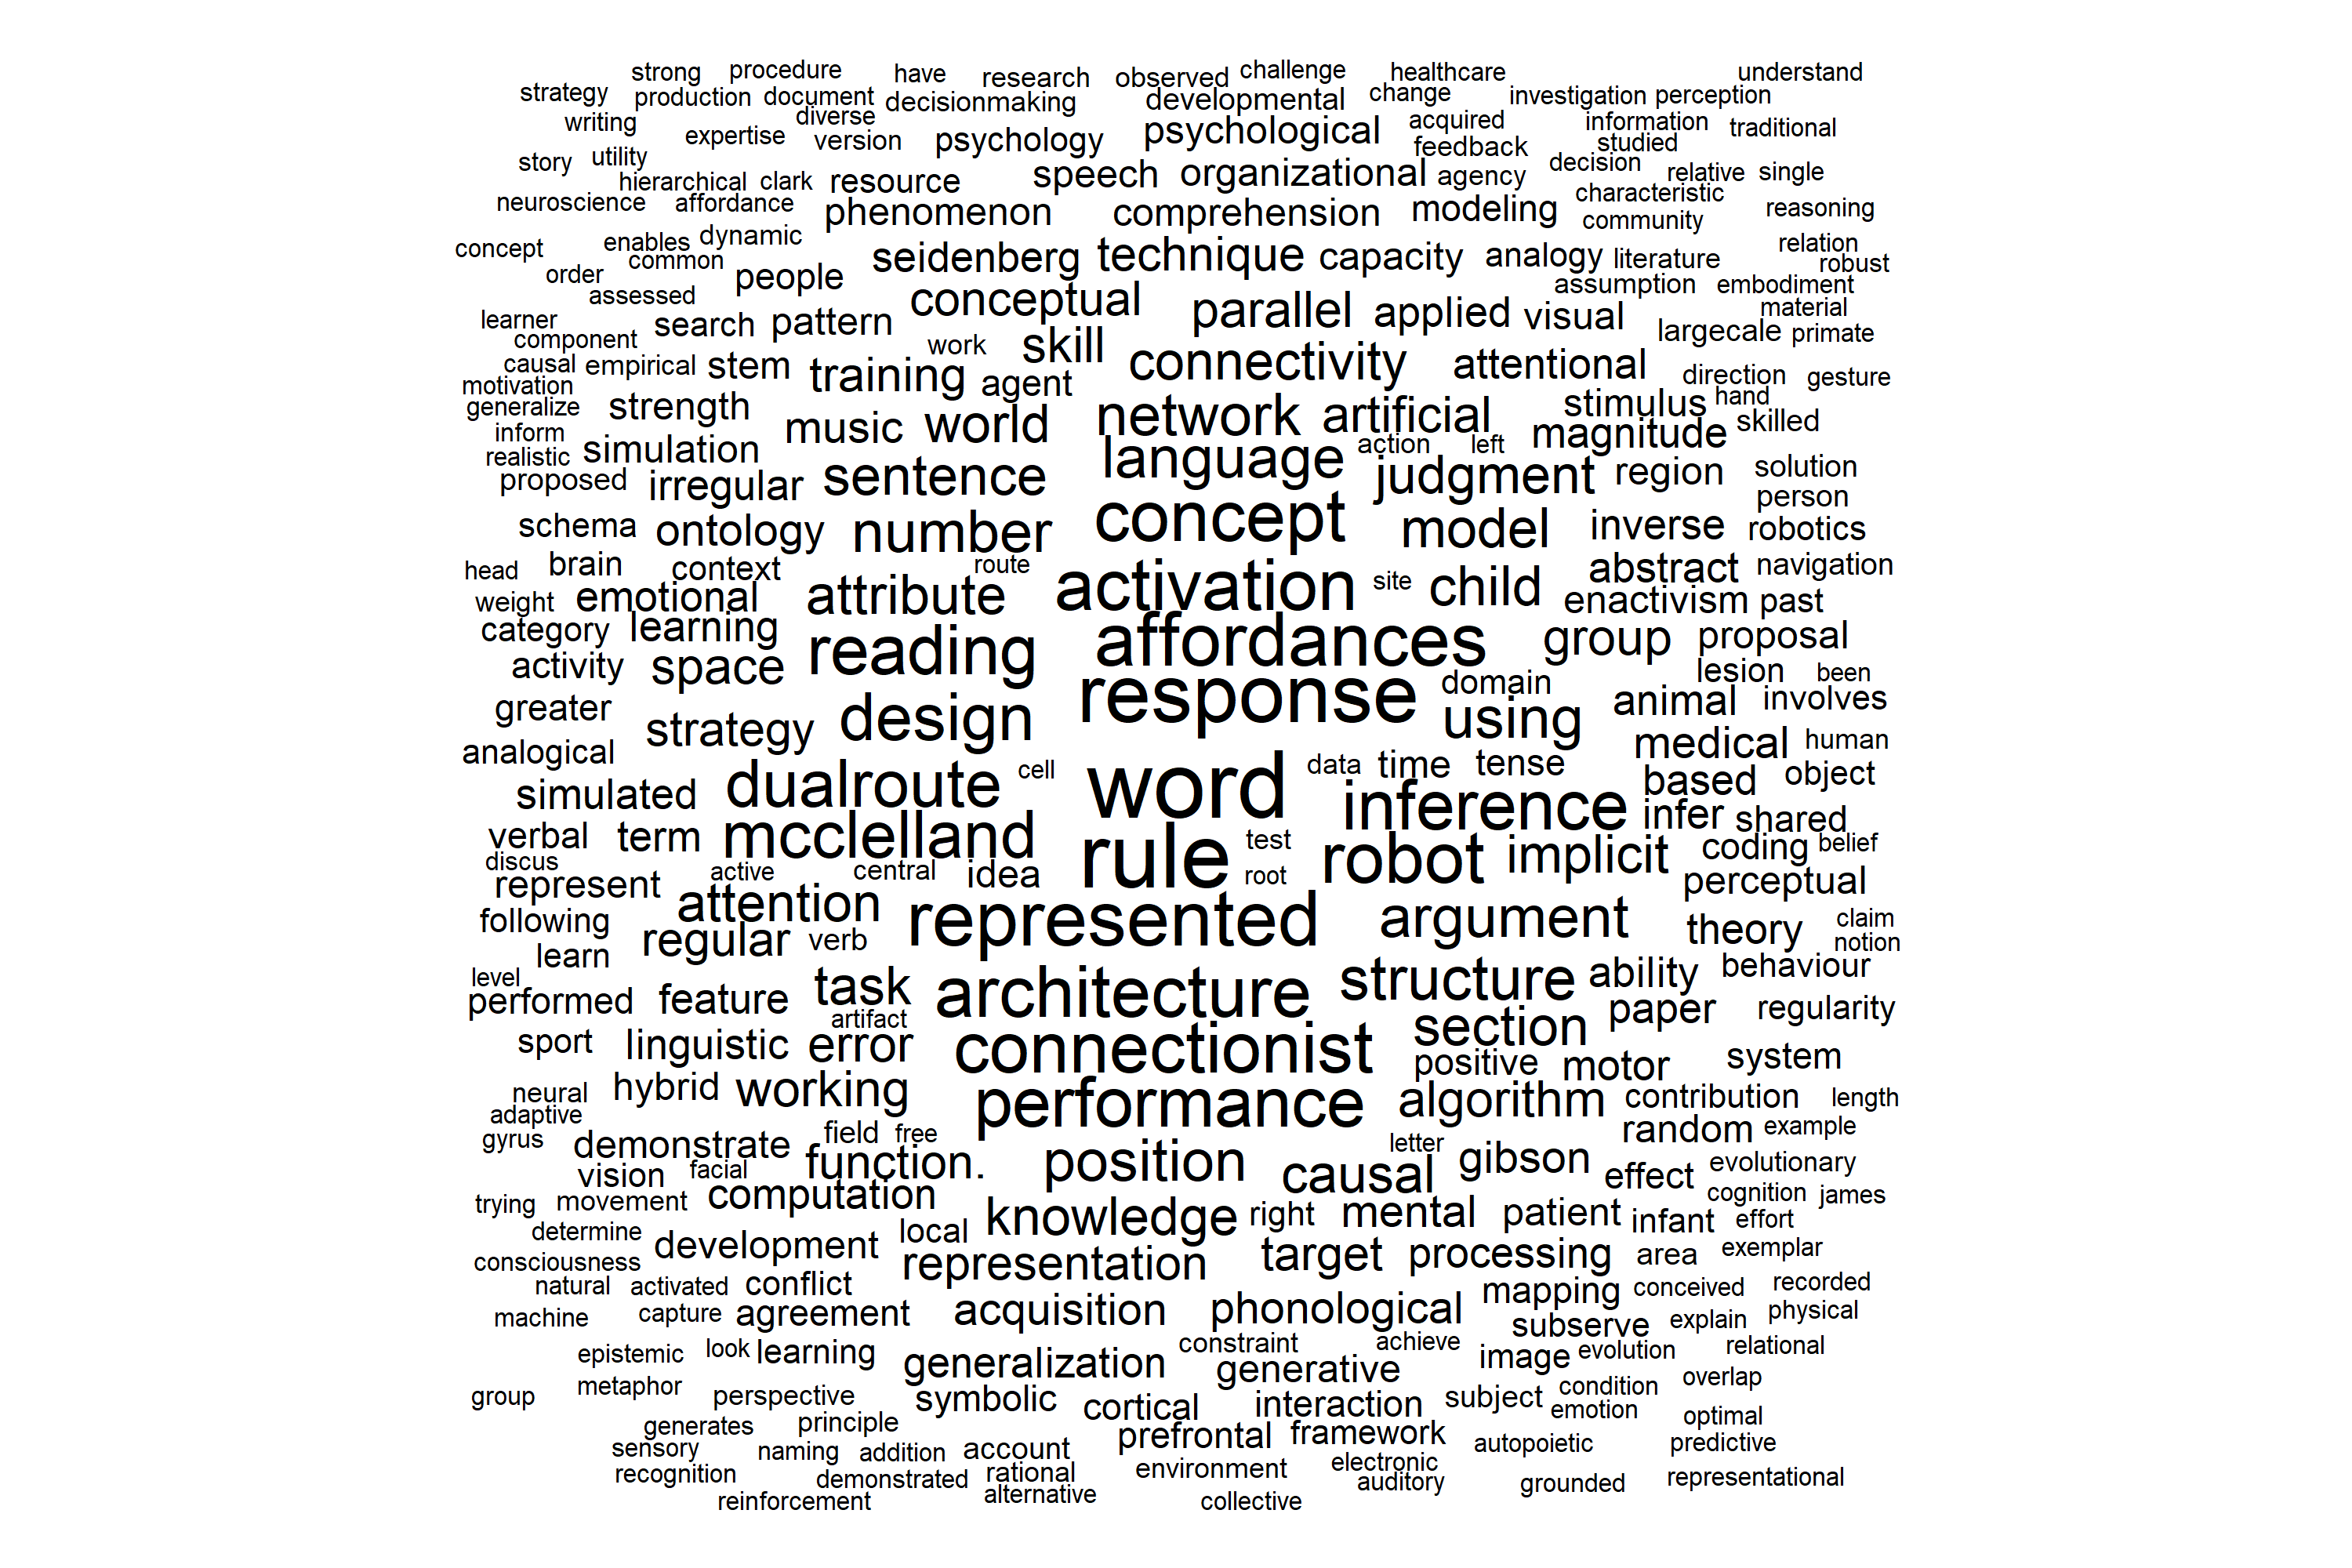 strong procedure have research observed challenge healthcare understand
strategy production document decisionmaking developmental change investigation perception
writing diverse expertise version psychology psychological acquired information traditional
story utility feedback studied decision
hierarchical clark resource speech organizational agency relative single
neuroscience affordance phenomenon comprehension modeling characteristic community reasoning
concept enables dynamic common seidenberg technique capacity analogy literature relation robust
order assessed people conceptual assumption embodiment
learner search pattern parallel applied visual material
component work skill largecale primate
causal empirical stem training agent connectivity attentional direction gesture
motivation
generalize strength music world network artificial stimulus hand skilled
inform simulation language action left magnitude
realistic
proposed irregular sentence judgment region solution
person
schema ontology number concept model inverse robotics
head brain context route activation site child abstract navigation
weight emotional attribute enactivism past
category learning reading affordances group proposal
activity space lesion been
greater strategy design response domain using animal involves
analogical medical human
simulated dualroute cell word data time tense based object
verbal term mcclelland inference infer shared
discus rule test robot implicit coding belief
represent active central idea root perceptual
following attention represented argument theory claim
learn regular verb notion
level task architecture structure ability behaviour
performed feature artifact section paper regularity
sport linguistic error connectionist positive motor system
neural hybrid working performance algorithm contribution length
adaptive
gyrus demonstrate field free letter random example
vision facial function. position causal gibson effect evolutionary
trying movement computation knowledge right mental patient infant cognition james
determine local effort
consciousness development representation target processing area exemplar
natural activated conflict mapping conceived recorded
machine capture agreement acquisition phonological subserve explain physical
epistemic look learning generalization constraint achieve generative image evolution relational
group metaphor perspective symbolic cortical interaction subject condition overlap
generates principle emotion optimal
sensory naming addition account prefrontal framework autopoietic predictive
recognition demonstrated rational environment electronic auditory grounded representational
reinforcement alternative collective